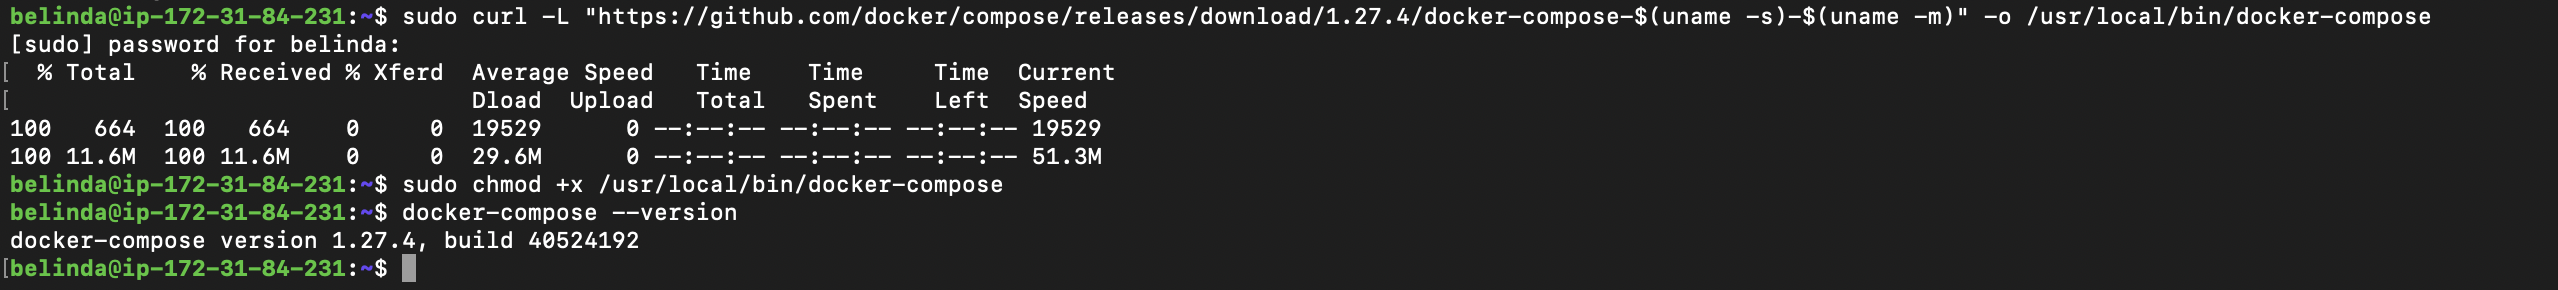 belinda@ip-172-31-84-231:~$ sudo curl -L "https://github.com/docker/compose/releases/download/1.27.4/docker-compose-$(uname -s)-$(uname -m)" -o /usr/local/bin/docker-compose
[sudo] password for belinda:
[  % Total    % Received % Xferd  Average Speed   Time    Time     Time  Current
[                                 Dload  Upload   Total   Spent    Left  Speed
100   664  100   664    0     0  19529      0 --:--:-- --:--:-- --:--:-- 19529
100 11.6M  100 11.6M    0     0  29.6M      0 --:--:-- --:--:-- --:--:-- 51.3M
belinda@ip-172-31-84-231:~$ sudo chmod +x /usr/local/bin/docker-compose
belinda@ip-172-31-84-231:~$ docker-compose --version
docker-compose version 1.27.4, build 40524192
[belinda@ip-172-31-84-231:~$